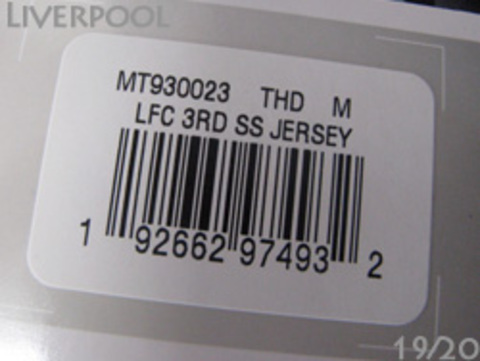 LIVERPOOL
MT930023 THD M
LFC 3RD SS JERSEY
1 92662 97493 2
19/20